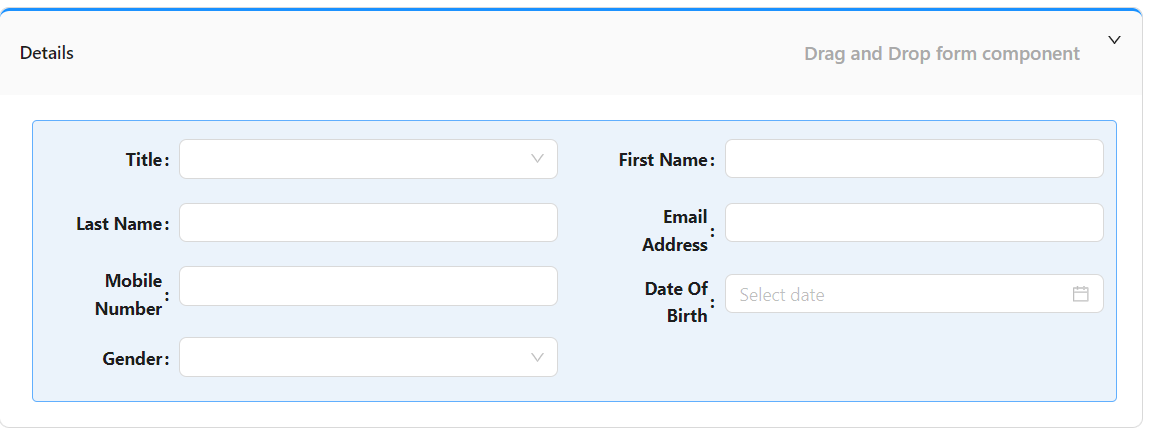 Details
Drag and Drop form component
Title:
First Name:
Last Name:
Email
Address:
Mobile
Number:
Date Of
Birth:
Select date
Gender: